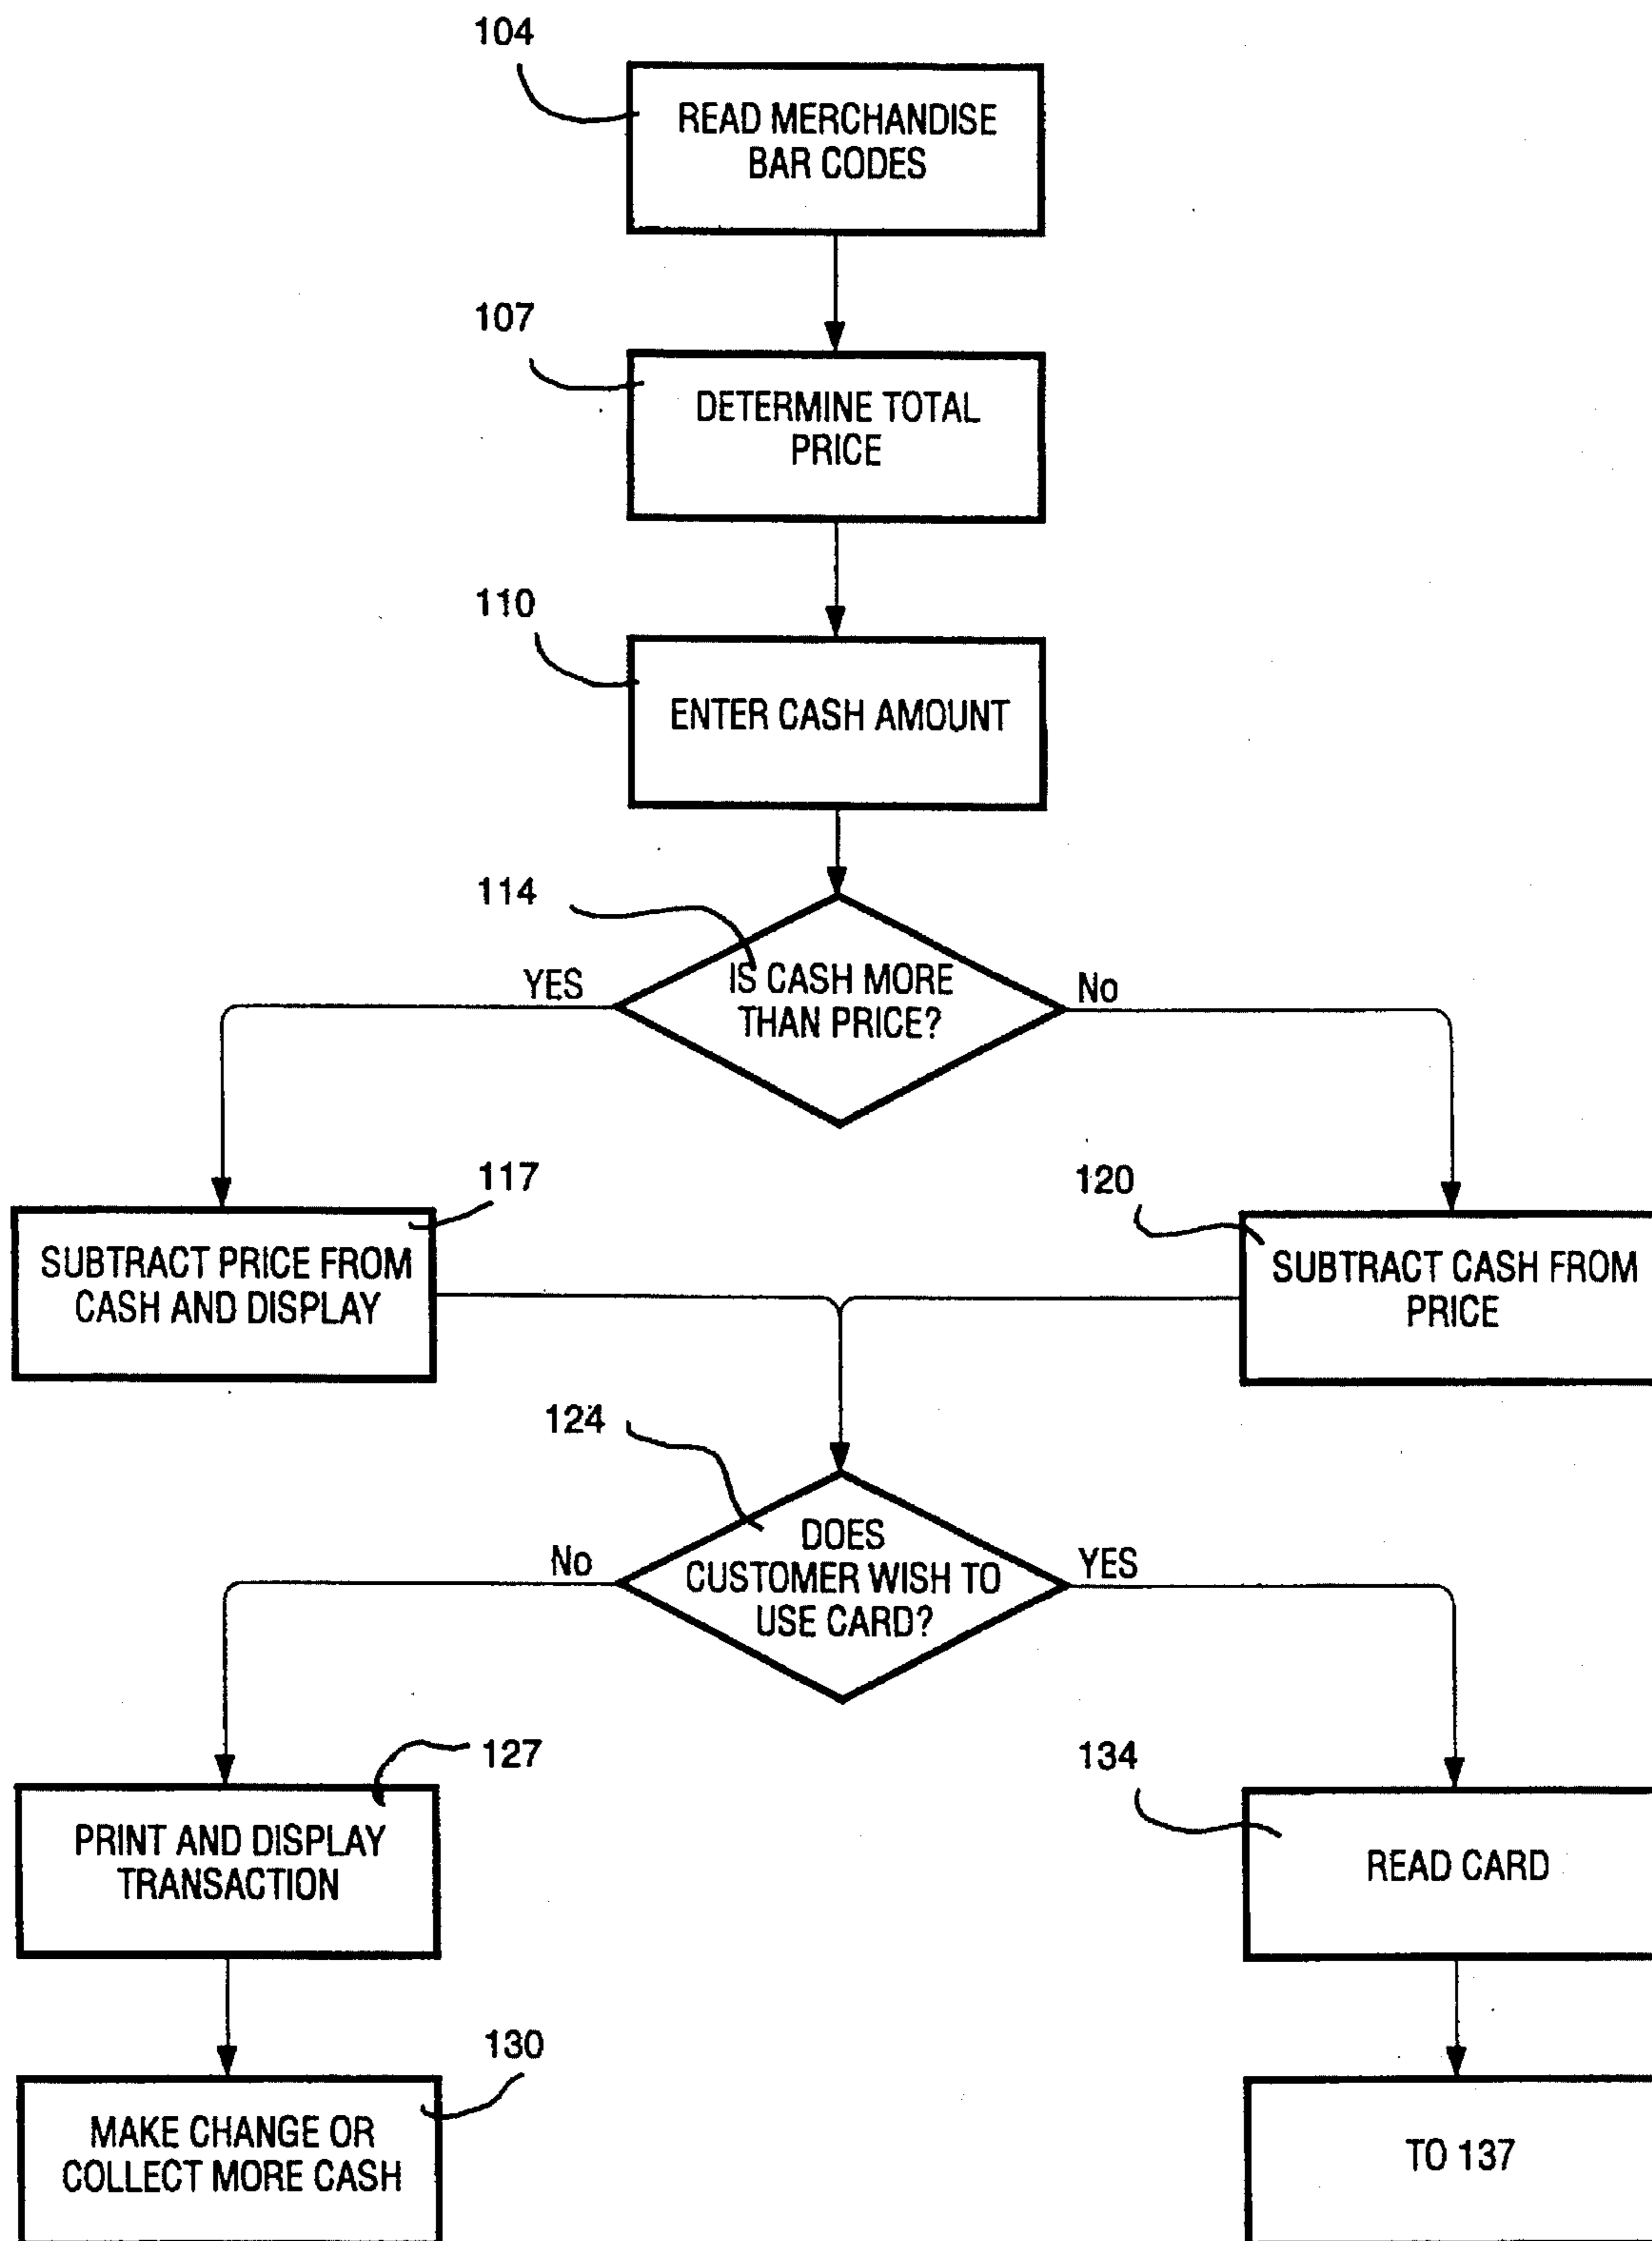 104
READ MERCHANDISE
BAR CODES
107
DETERMINE TOTAL
PRICE
110
ENTER CASH AMOUNT
114
IS CASH MORE
THAN PRICE?
YES
No
117
SUBTRACT PRICE FROM
CASH AND DISPLAY
120
SUBTRACT CASH FROM
PRICE
124
DOES
CUSTOMER WISH TO
USE CARD?
No
YES
127
PRINT AND DISPLAY
TRANSACTION
134
READ CARD
130
MAKE CHANGE OR
COLLECT MORE CASH
TO 137